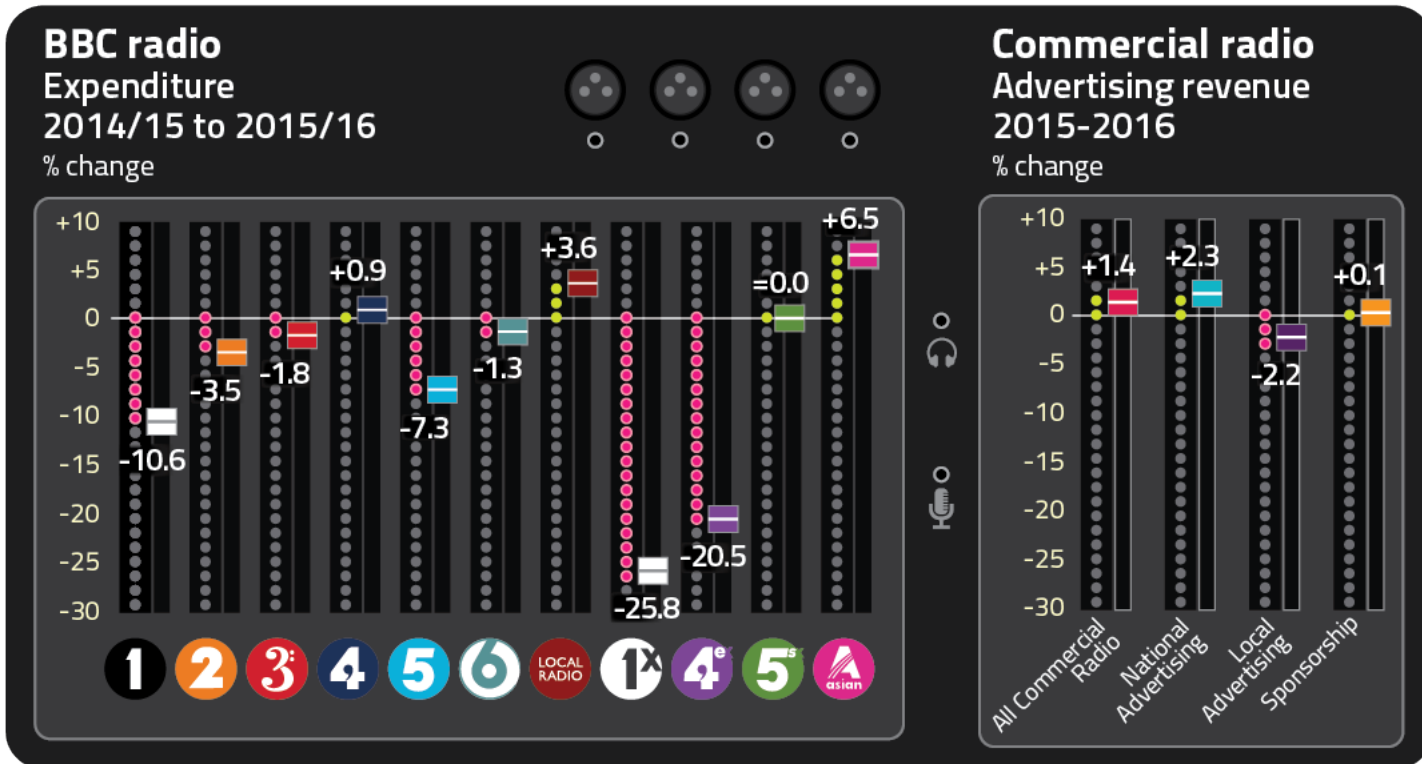 BBC radio
Expenditure
2014/15 to 2015/16
% change
+10
+5
0
-5
-10
-15
-20
-25
-30
-10.6
-3.5
-1.8
+0.9
-7.3
-1.3
+3.6
-25.8
-20.5
=0.0
+6.5
1
2
3
4
5
6
LOCAL
RADIO
1X
4e
5s
A
asian
Commercial radio
Advertising revenue
2015-2016
% change
+10
+5
0
-5
-10
-15
-20
-25
-30
+1.4
+2.3
-2.2
+0.1
All Commercial
Radio
National
Advertising
Local
Advertising
Sponsorship